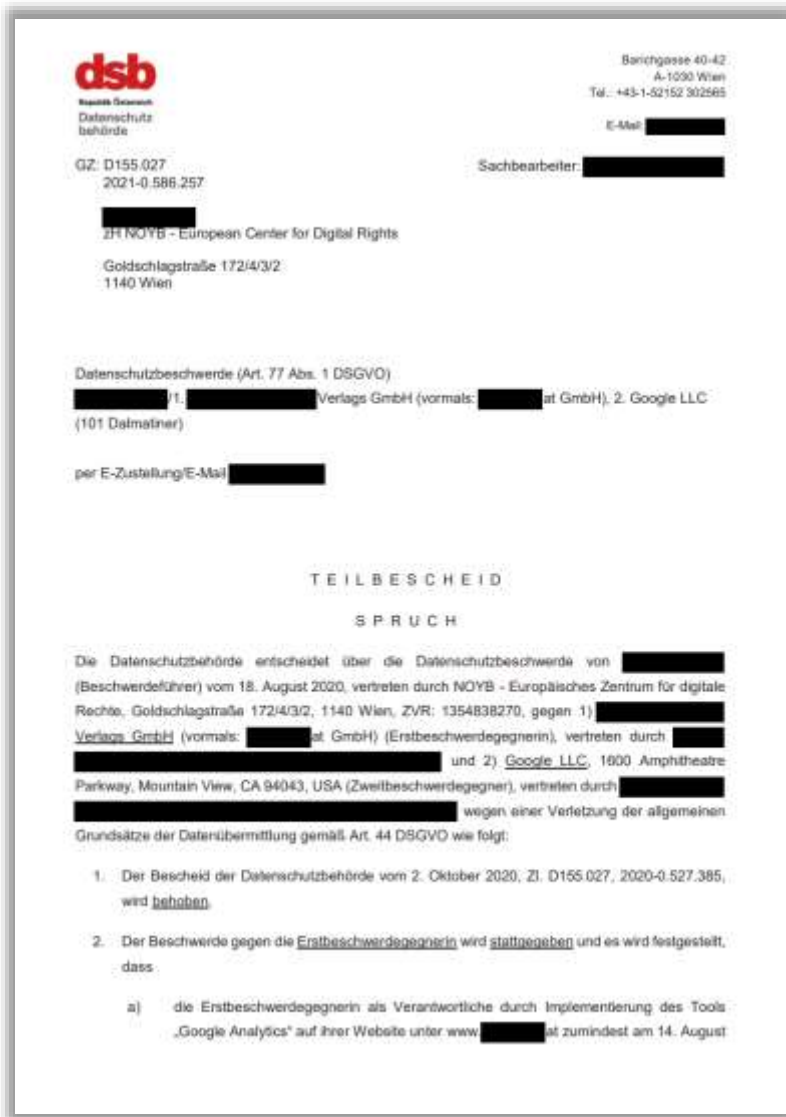 dsb
Republik Österreich
Datenschutz
behörde
Barichgasse 40-42
A-1030 Wien
Tel.: +43-1-52152 302565
E-Mail:
GZ: D155.027
2021-0.586.257
Sachbearbeiter:
zH NOYB - European Center for Digital Rights
Goldschlagstraße 172/4/3/2
1140 Wien
Datenschutzbeschwerde (Art. 77 Abs. 1 DSGVO)
/1. Verlags GmbH (vormals: at GmbH), 2. Google LLC
(101 Dalmatiner)
per E-Zustellung/E-Mail
T E I L B E S C H E I D
S P R U C H
Die Datenschutzbehörde entscheidet über die Datenschutzbeschwerde von
(Beschwerdeführer) vom 18. August 2020, vertreten durch NOYB - Europäisches Zentrum für digitale
Rechte, Goldschlagstraße 172/4/3/2, 1140 Wien, ZVR: 1354838270, gegen 1)
Verlags GmbH (vormals: at GmbH) (Erstbeschwerdegegnerin), vertreten durch
und 2) Google LLC, 1600 Amphitheatre
Parkway, Mountain View, CA 94043, USA (Zweitbeschwerdegegner), vertreten durch
wegen einer Verletzung der allgemeinen
Grundsätze der Datenübermittlung gemäß Art. 44 DSGVO wie folgt:
1. Der Bescheid der Datenschutzbehörde vom 2. Oktober 2020, Zl. D155.027, 2020-0.527.385,
wird behoben.
2. Der Beschwerde gegen die Erstbeschwerdegegnerin wird stattgegeben und es wird festgestellt,
dass
a) die Erstbeschwerdegegnerin als Verantwortliche durch Implementierung des Tools
„Google Analytics" auf ihrer Website unter www. at zumindest am 14. August